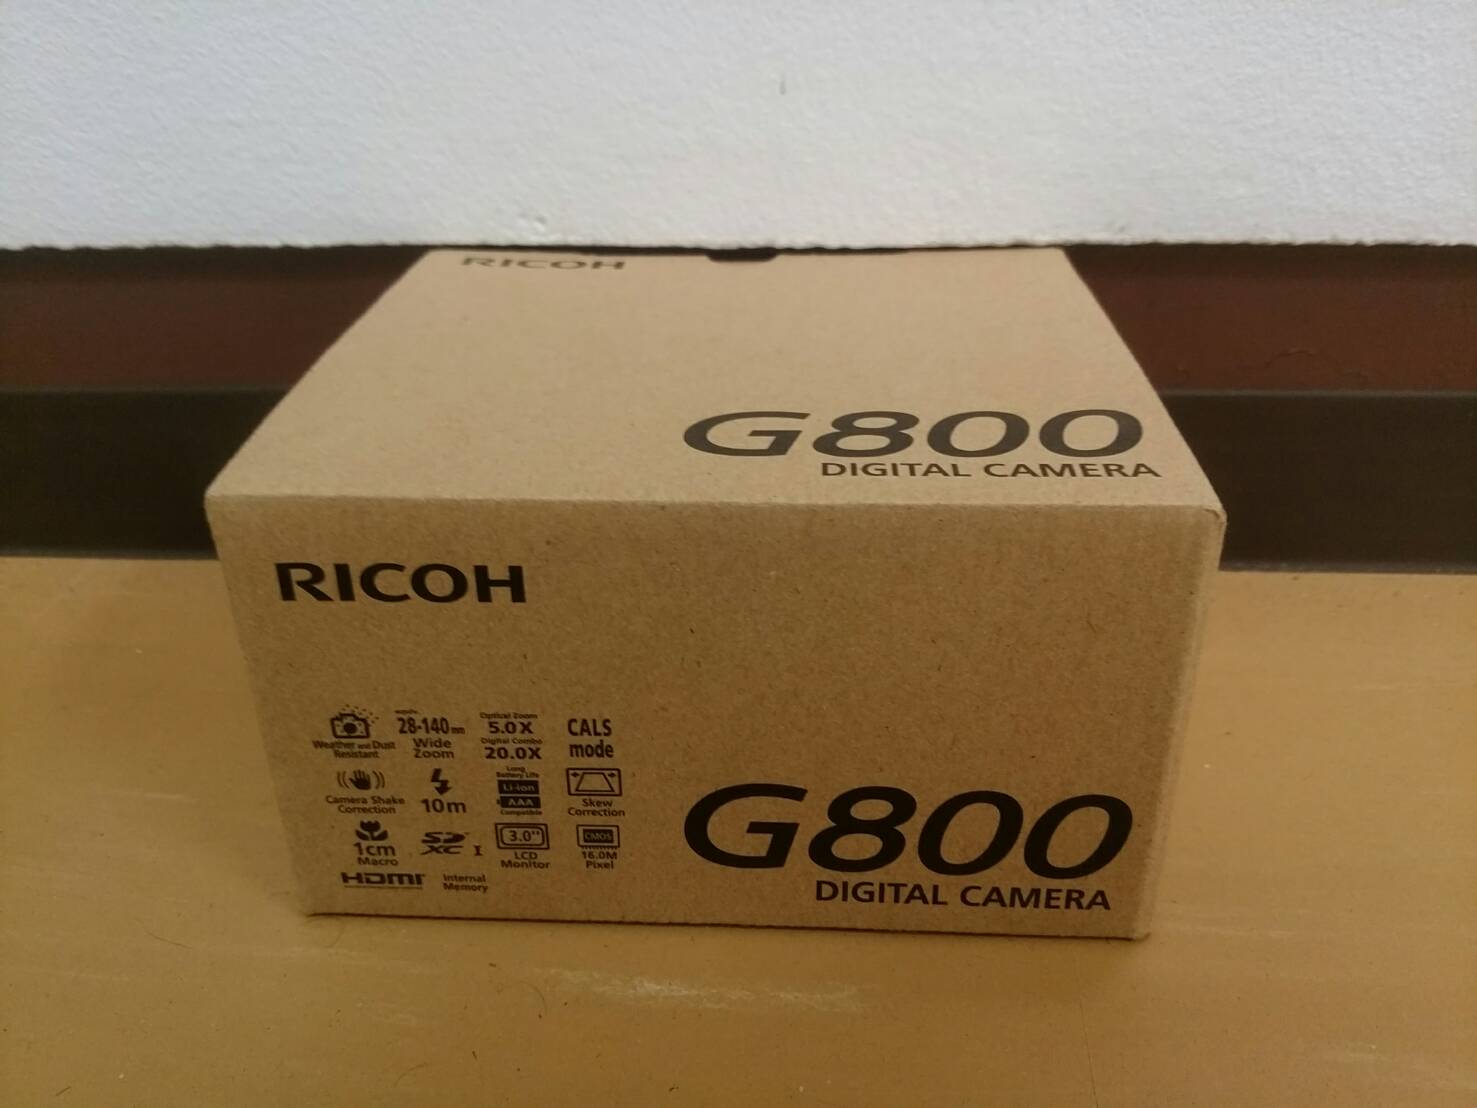 RICOH
G800
DIGITAL CAMERA
RICOH
Weather and Dust
Resistant
28-140mm
Wide
Zoom
Optical Zoom
5.0X
Digital Combo
20.0X
CALS
mode
Camera Shake
Correction
10m
Long
Battery Life
Li-ion
AAA
Compatible
Skew
Correction
1cm
Macro
SD
XC I
3.0"
LCD
Monitor
CMOS
16.0M
Pixel
HDMI
Internal
Memory
G800
DIGITAL CAMERA